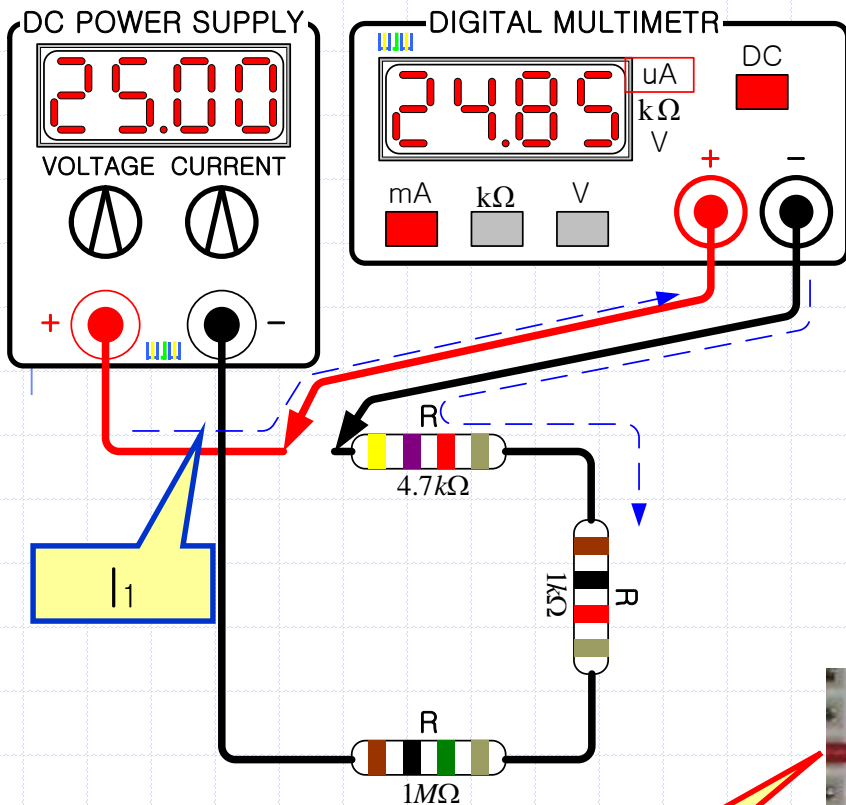 DC POWER SUPPLY
25.00
VOLTAGE CURRENT
+ −
DIGITAL MULTIMETR
24.85
uA
kΩ
V
DC
mA kΩ V
+ −
I1
R
4.7kΩ
R
1kΩ
R
1MΩ